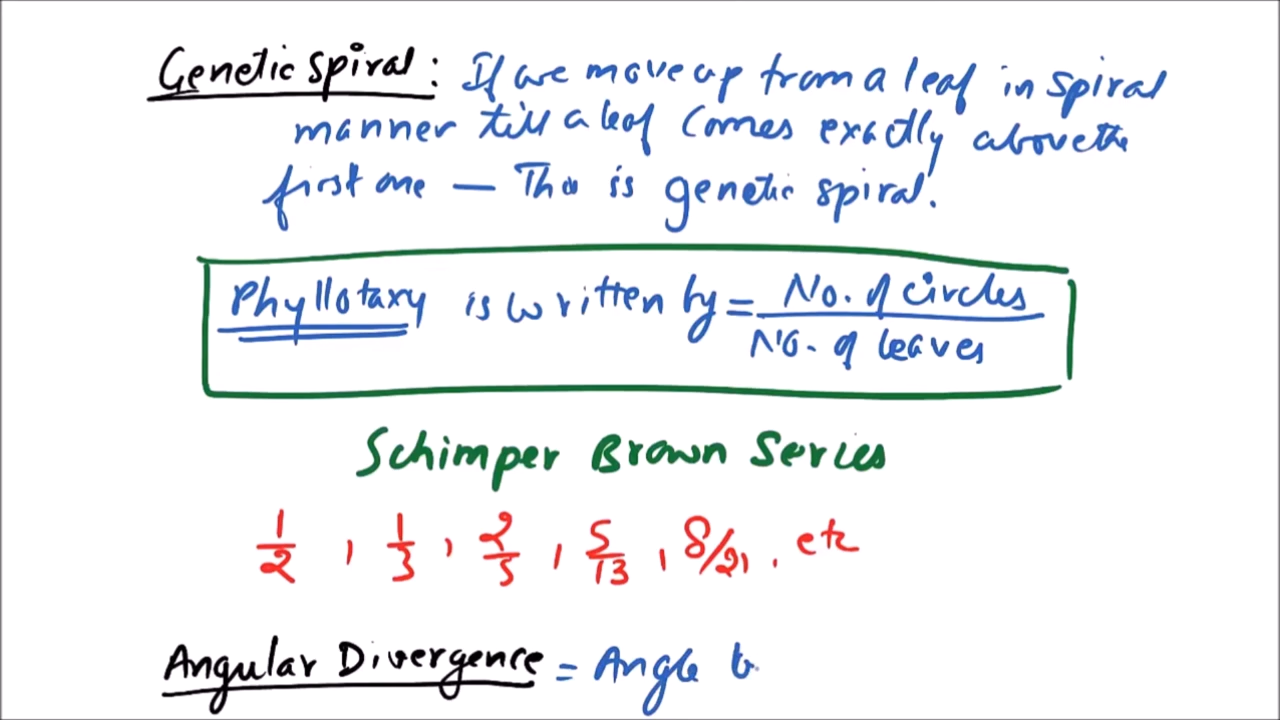 Genetic spiral : If we move up from a leaf in spiral
manner till a leaf comes exactly above the
first one — This is genetic spiral.
Phyllotaxy is written by = No. of circles
No. of leaves
Schimper Brown Series
1/2 , 1/3 , 2/5 , 5/13 , 8/21 , etc
Angular Divergence = Angle b